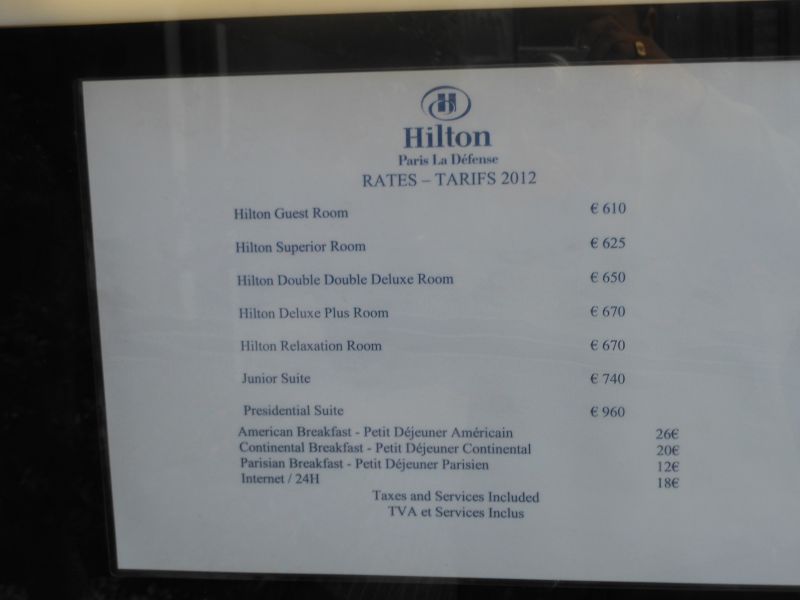 H
Hilton
Paris La Défense
RATES – TARIFS 2012
Hilton Guest Room € 610
Hilton Superior Room € 625
Hilton Double Double Deluxe Room € 650
Hilton Deluxe Plus Room € 670
Hilton Relaxation Room € 670
Junior Suite € 740
Presidential Suite € 960
American Breakfast - Petit Déjeuner Américain 26€
Continental Breakfast - Petit Déjeuner Continental 20€
Parisian Breakfast - Petit Déjeuner Parisien 12€
Internet / 24H 18€
Taxes and Services Included
TVA et Services Inclus